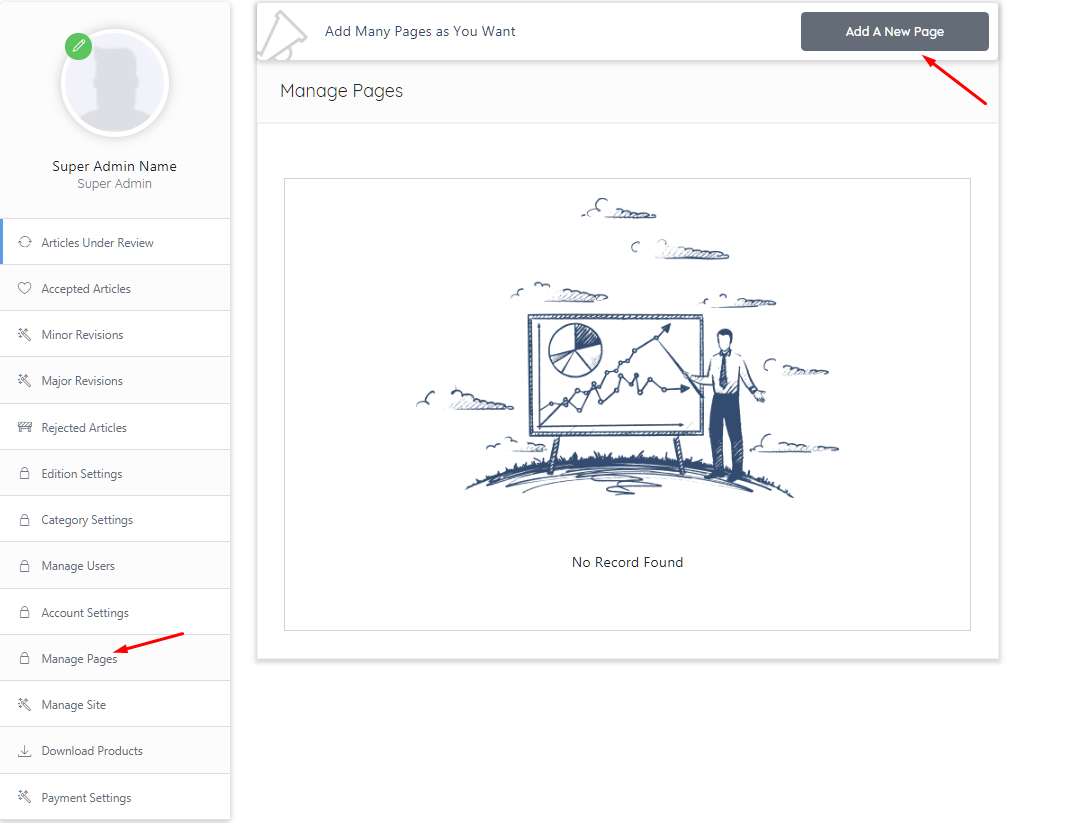 Super Admin Name
Super Admin
Articles Under Review
Accepted Articles
Minor Revisions
Major Revisions
Rejected Articles
Edition Settings
Category Settings
Manage Users
Account Settings
Manage Pages
Manage Site
Download Products
Payment Settings
Add Many Pages as You Want
Add A New Page
Manage Pages
No Record Found